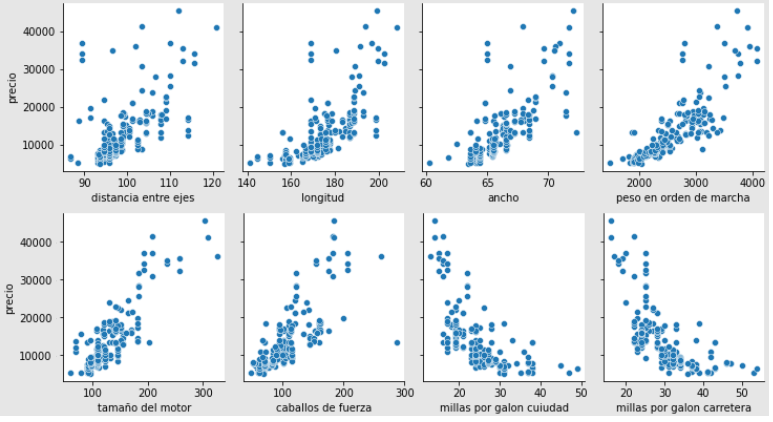 precio
40000
30000
20000
10000
90 100 110 120
distancia entre ejes
140 160 180 200
longitud
60 65 70
ancho
2000 3000 4000
peso en orden de marcha
precio
40000
30000
20000
10000
100 200 300
tamaño del motor
100 200 300
caballos de fuerza
20 30 40 50
millas por galon cuiudad
20 30 40 50
millas por galon carretera